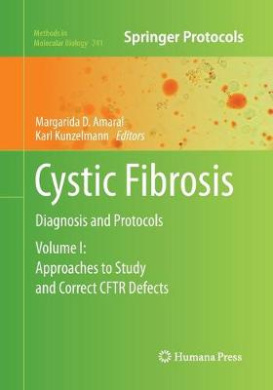 Methods in
Molecular Biology 741
Springer Protocols
Margarida D. Amaral
Karl Kunzelmann Editors
Cystic Fibrosis
Diagnosis and Protocols
Volume I:
Approaches to Study
and Correct CFTR Defects
Humana Press